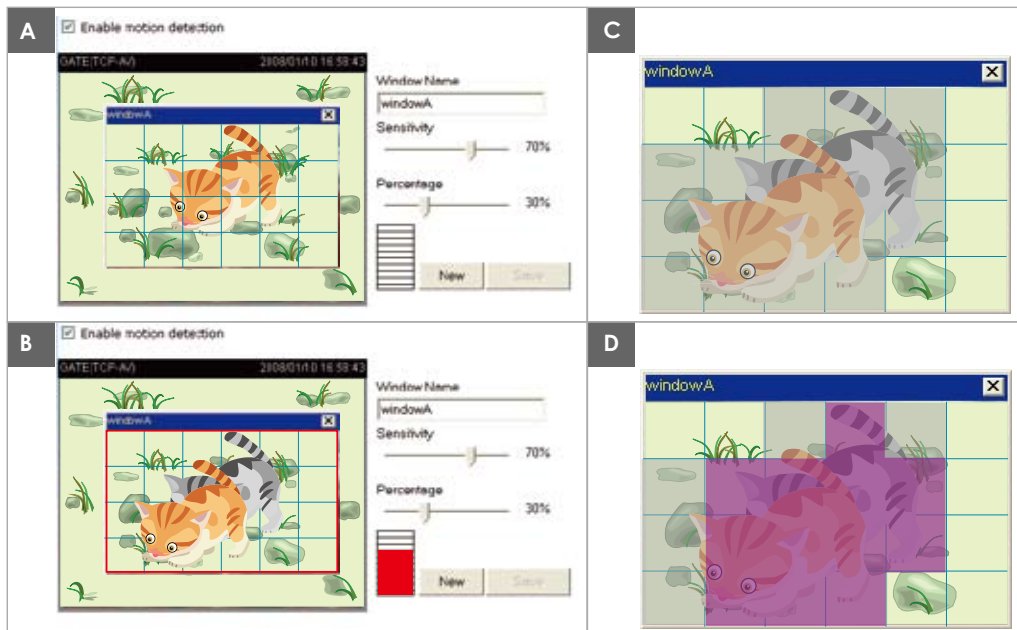 A
Enable motion detection
GATE(TCP-AV) 2008/01/10 16:58:43
windowA
Window Name
windowA
Sensitivity
70%
Percentage
30%
New Save
B
Enable motion detection
GATE(TCP-AV) 2008/01/10 16:58:43
windowA
Window Name
windowA
Sensitivity
70%
Percentage
30%
New Save
C
windowA
D
windowA